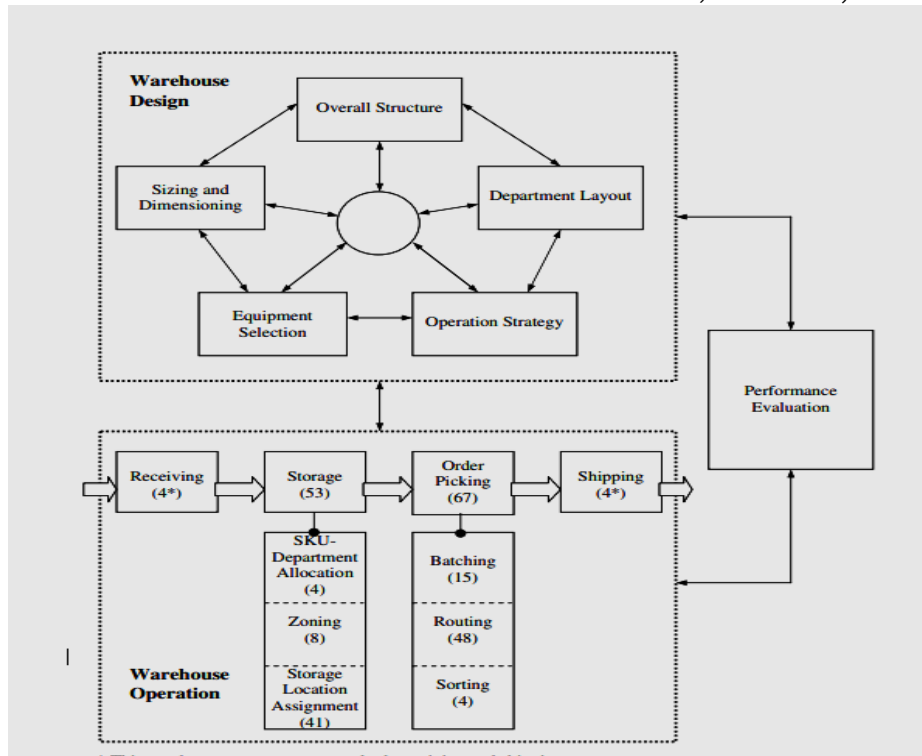 Warehouse
Design
Overall Structure
Sizing and
Dimensioning
Department Layout
Equipment
Selection
Operation Strategy
Performance
Evaluation
Receiving
(4*)
Storage
(53)
Order
Picking
(67)
Shipping
(4*)
SKU-
Department
Allocation
(4)
Zoning
(8)
Storage
Location
Assignment
(41)
Batching
(15)
Routing
(48)
Sorting
(4)
Warehouse
Operation